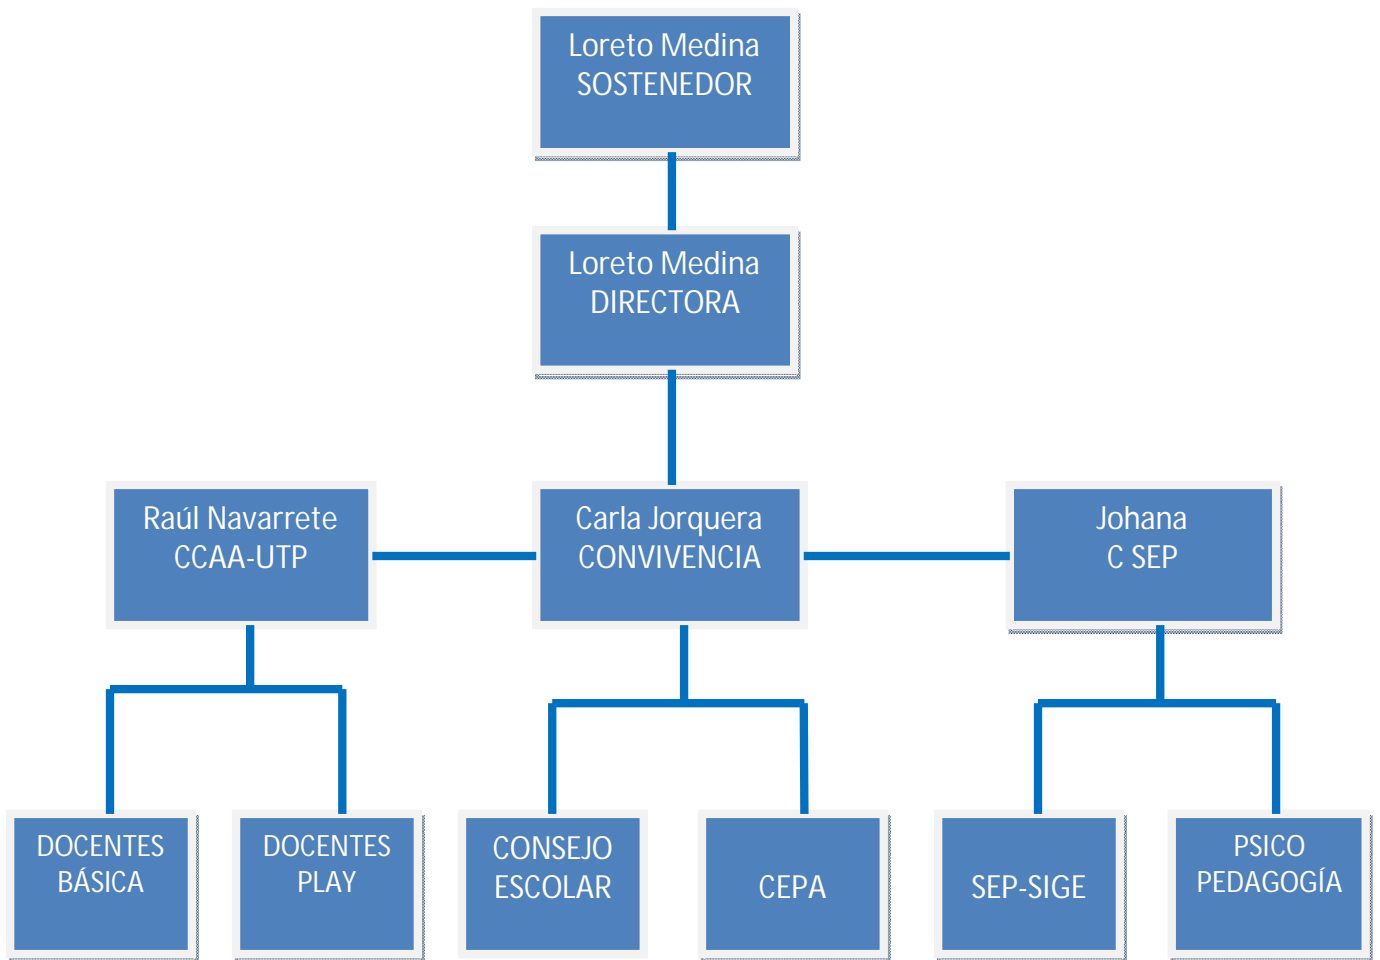 Loreto Medina
SOSTENEDOR
Loreto Medina
DIRECTORA
Raúl Navarrete
CCAA-UTP
Carla Jorquera
CONVIVENCIA
Johana
C SEP
DOCENTES
BÁSICA
DOCENTES
PLAY
CONSEJO
ESCOLAR
CEPA
SEP-SIGE
PSICO
PEDAGOGÍA